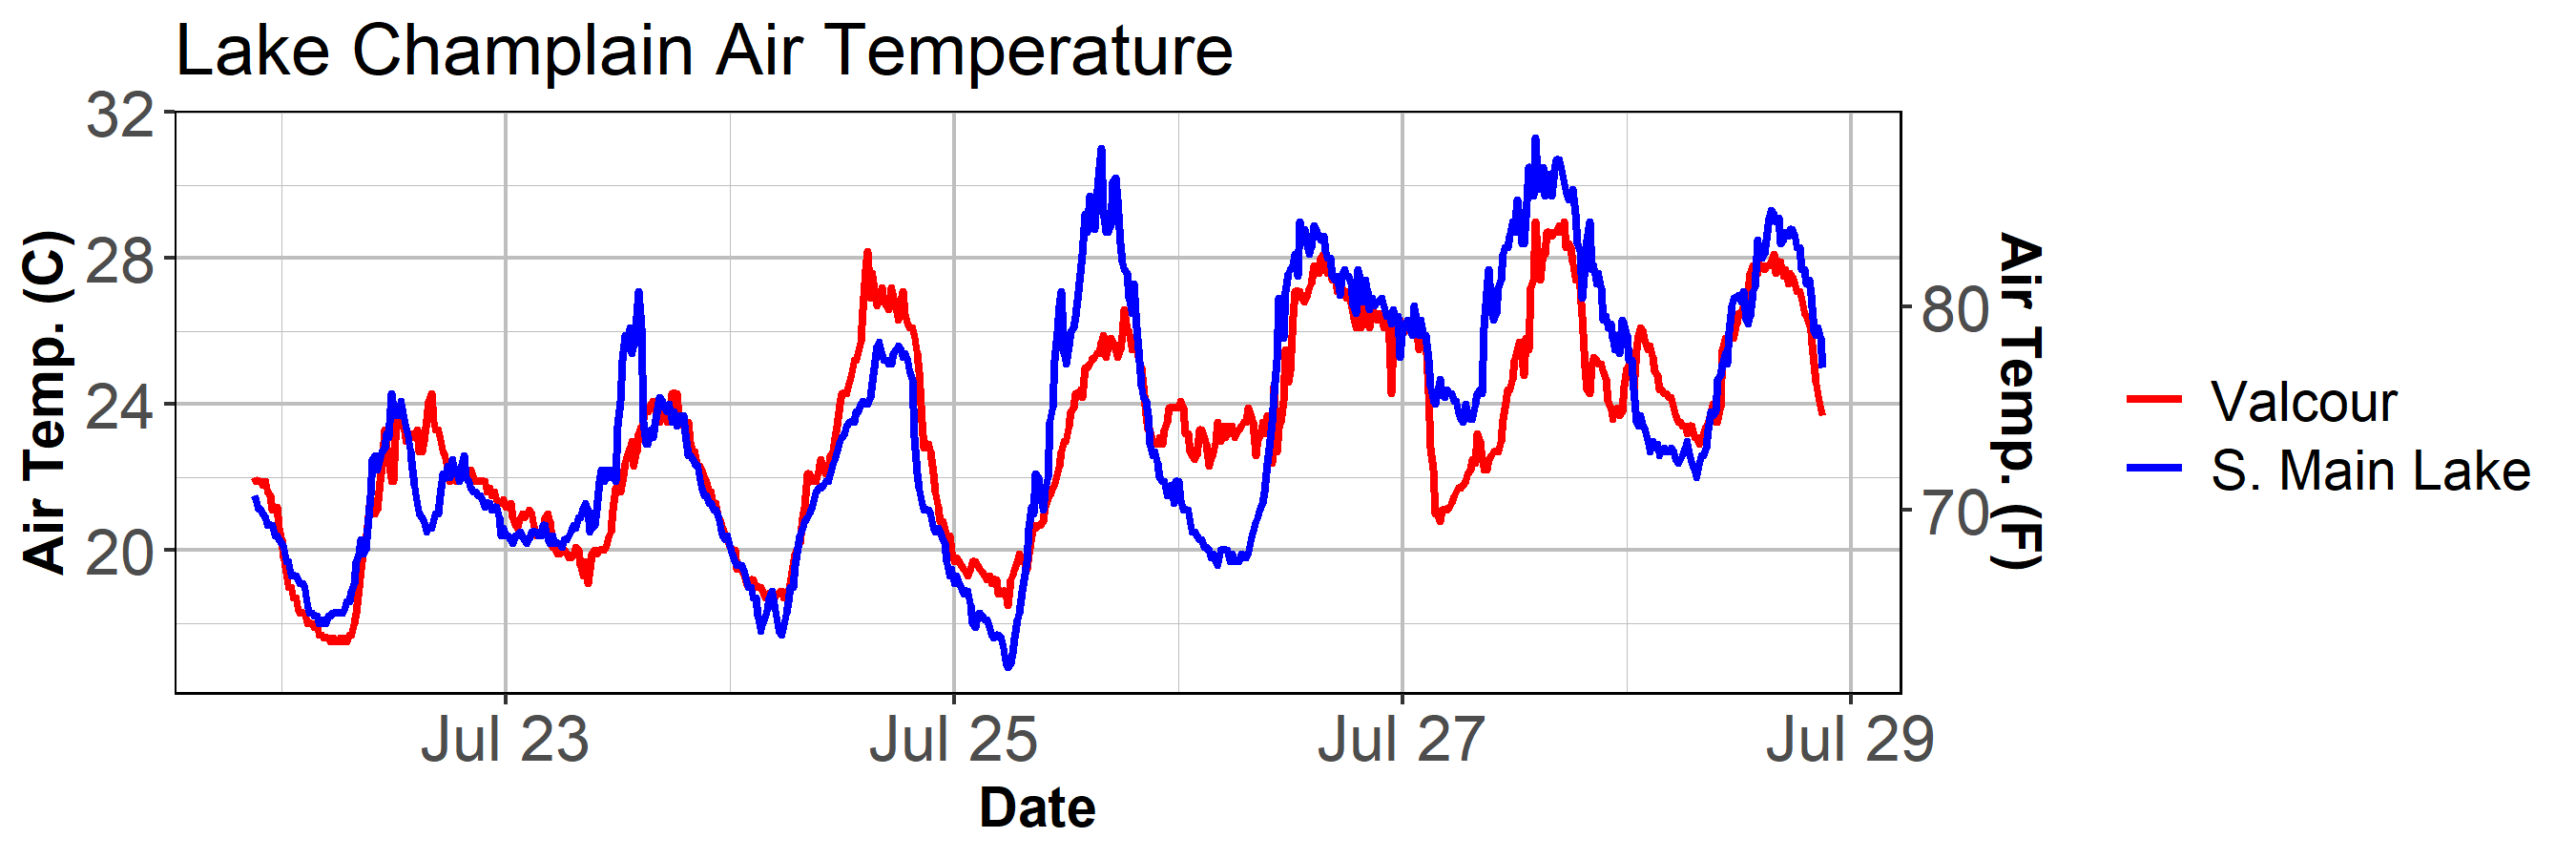 Lake Champlain Air Temperature
32
28
24
20
Air Temp. (C)
80
70
Air Temp. (F)
Jul 23
Jul 25
Jul 27
Jul 29
Date
Valcour
S. Main Lake